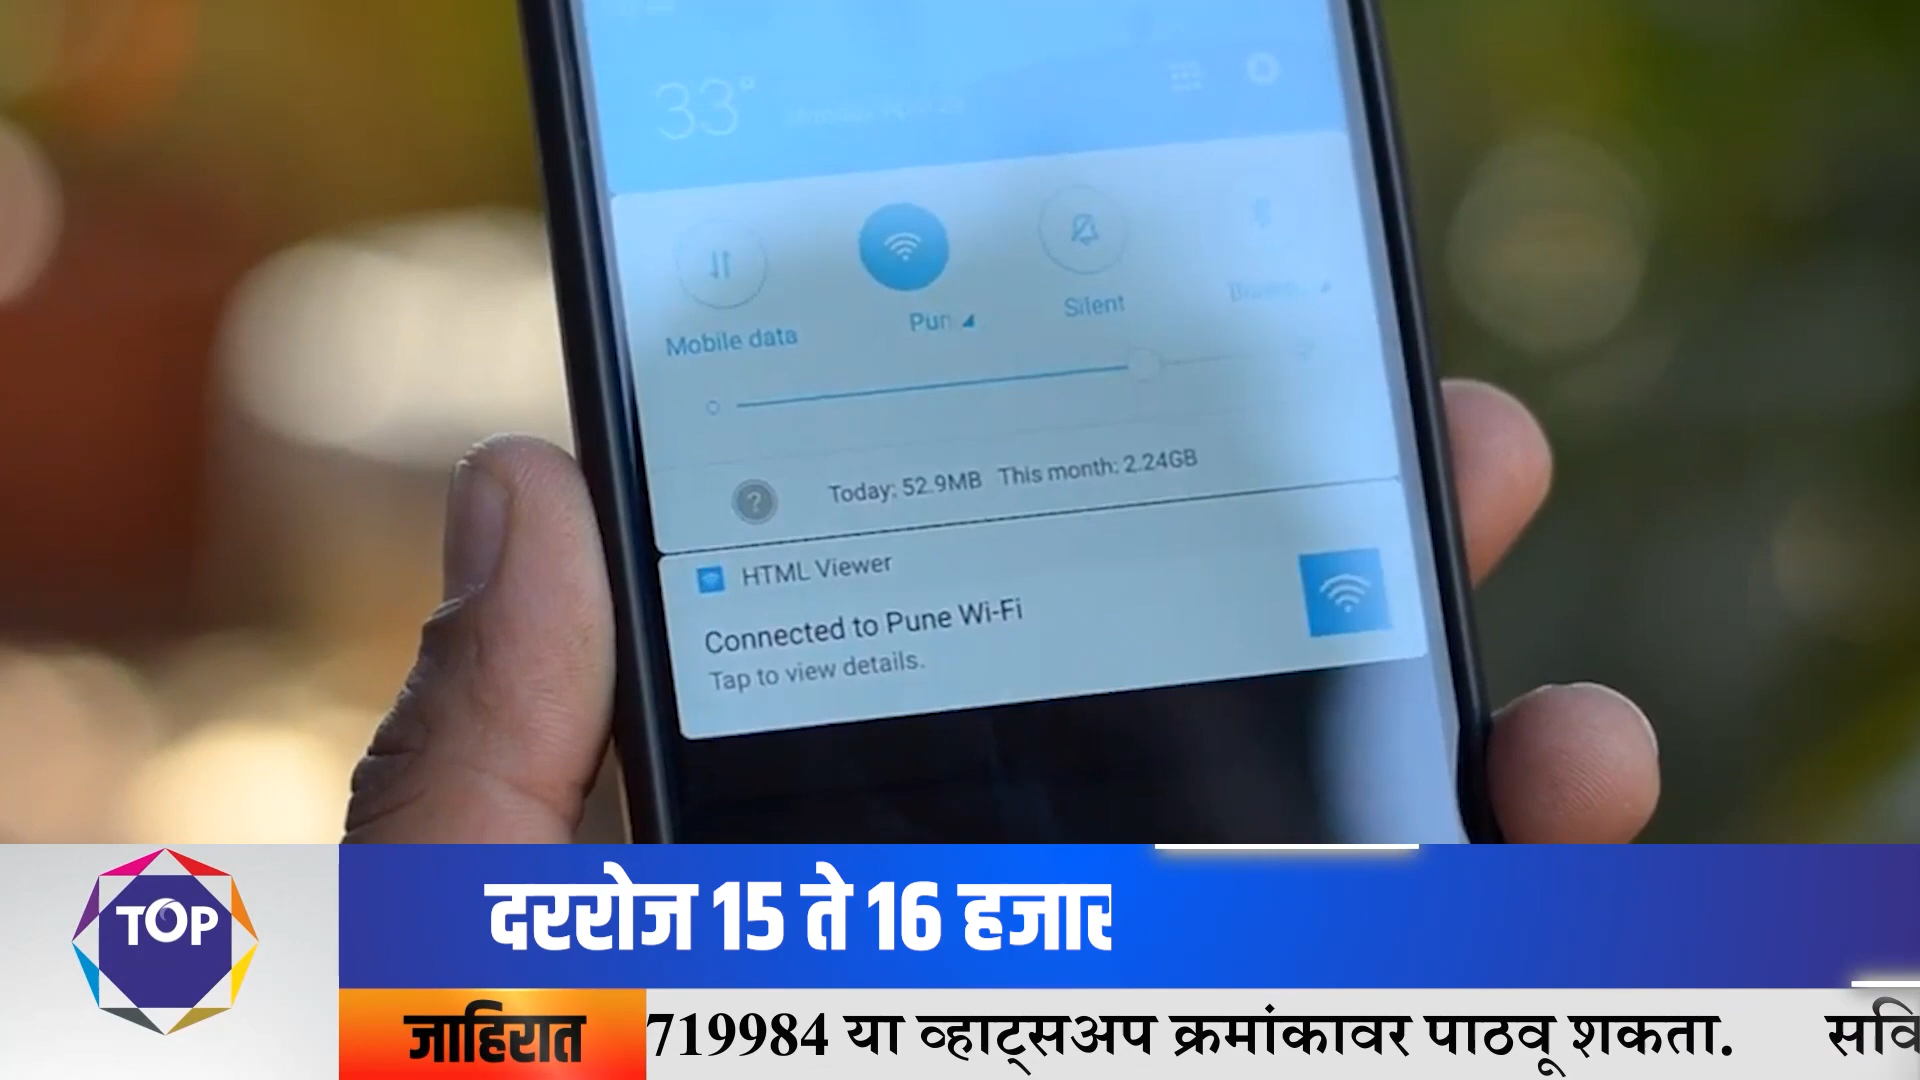 33°
Mobile data
Pun
Silent
Today: 52.9MB This month: 2.24GB
HTML Viewer
Connected to Pune Wi-Fi
Tap to view details.
TOP
दररोज 15 ते 16 हजार
जाहिरात
719984 या व्हाट्सअप क्रमांकावर पाठवू शकता.